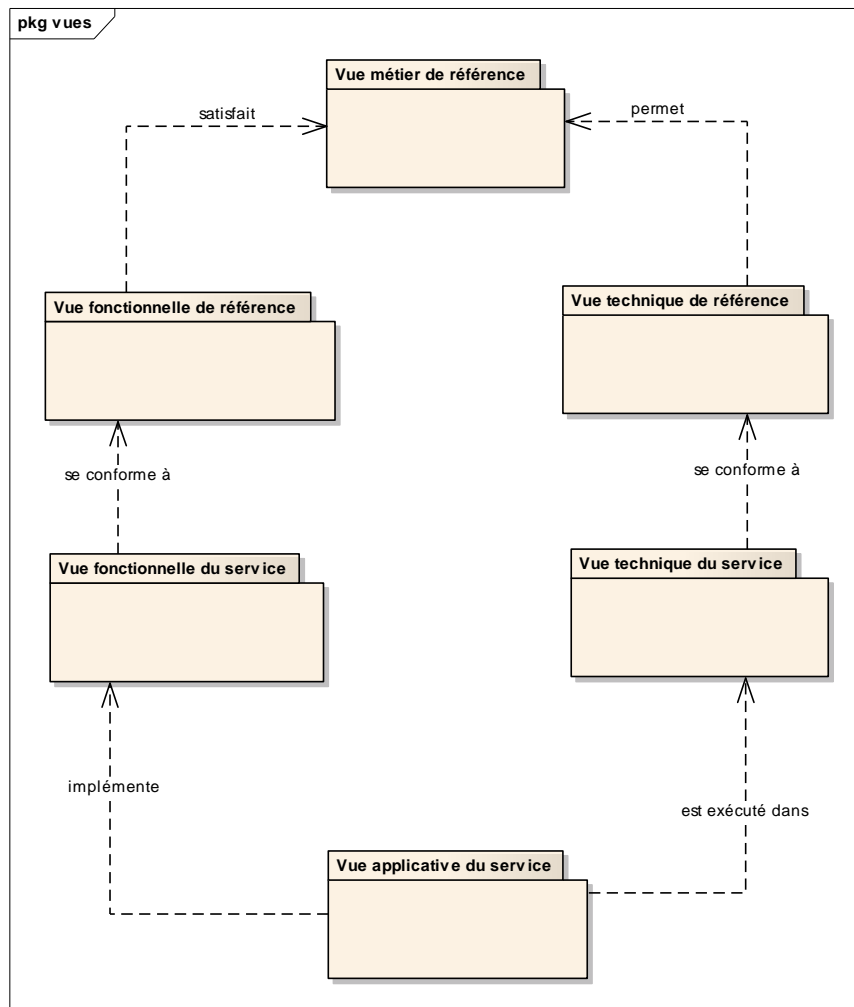 pkg vues
Vue métier de référence
satisfait
permet
Vue fonctionnelle de référence
Vue technique de référence
se conforme à
se conforme à
Vue fonctionnelle du service
Vue technique du service
implémente
est exécuté dans
Vue applicative du service